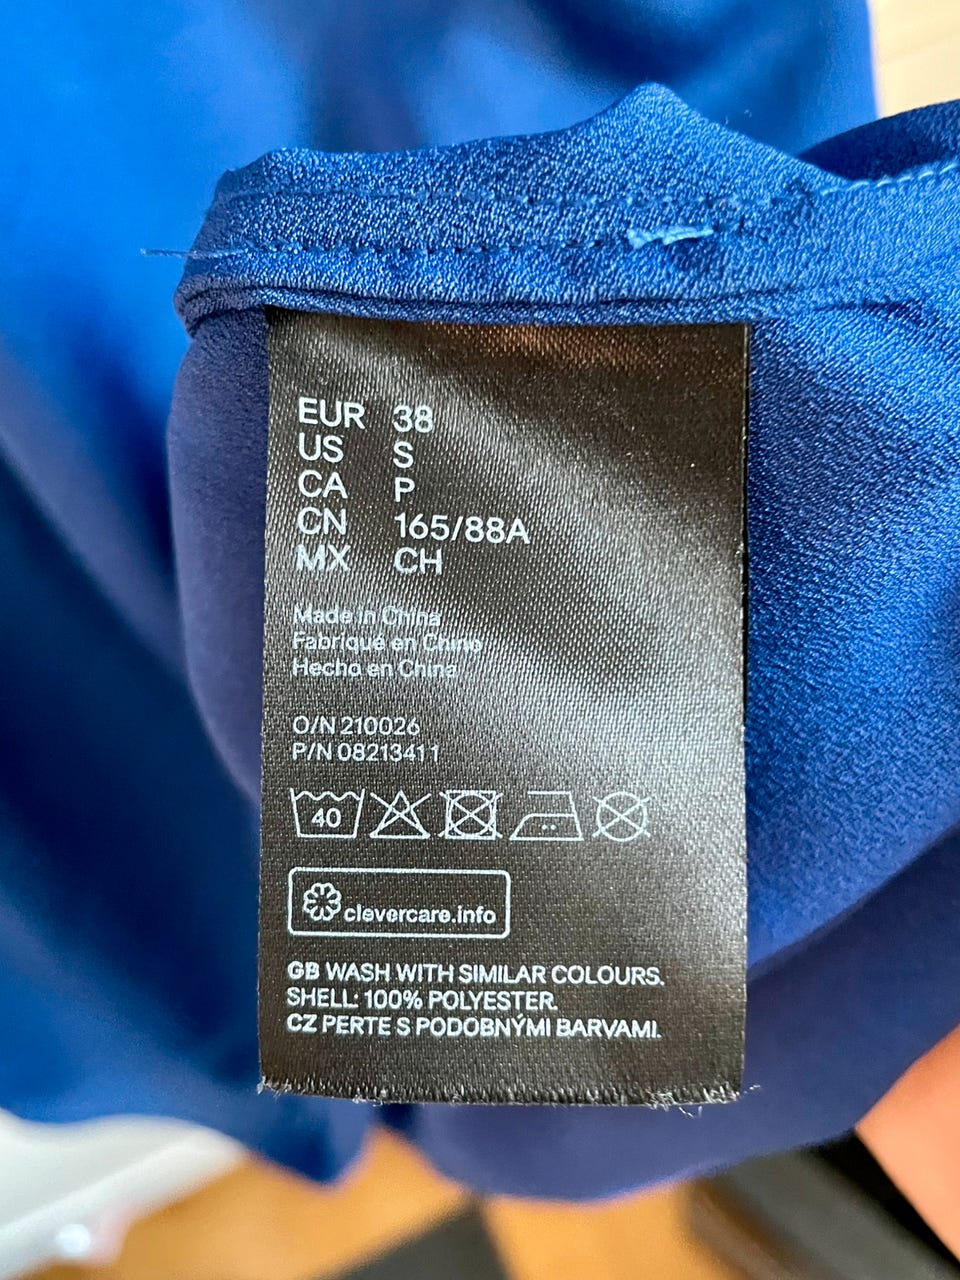 EUR 38
US S
CA P
CN 165/88A
MX CH
Made in China
Fabriqué en Chine
Hecho en China
O/N 210026
P/N 08213411
40
clevercare.info
GB WASH WITH SIMILAR COLOURS.
SHELL: 100% POLYESTER.
CZ PERTE S PODOBNÝMI BARVAMI.